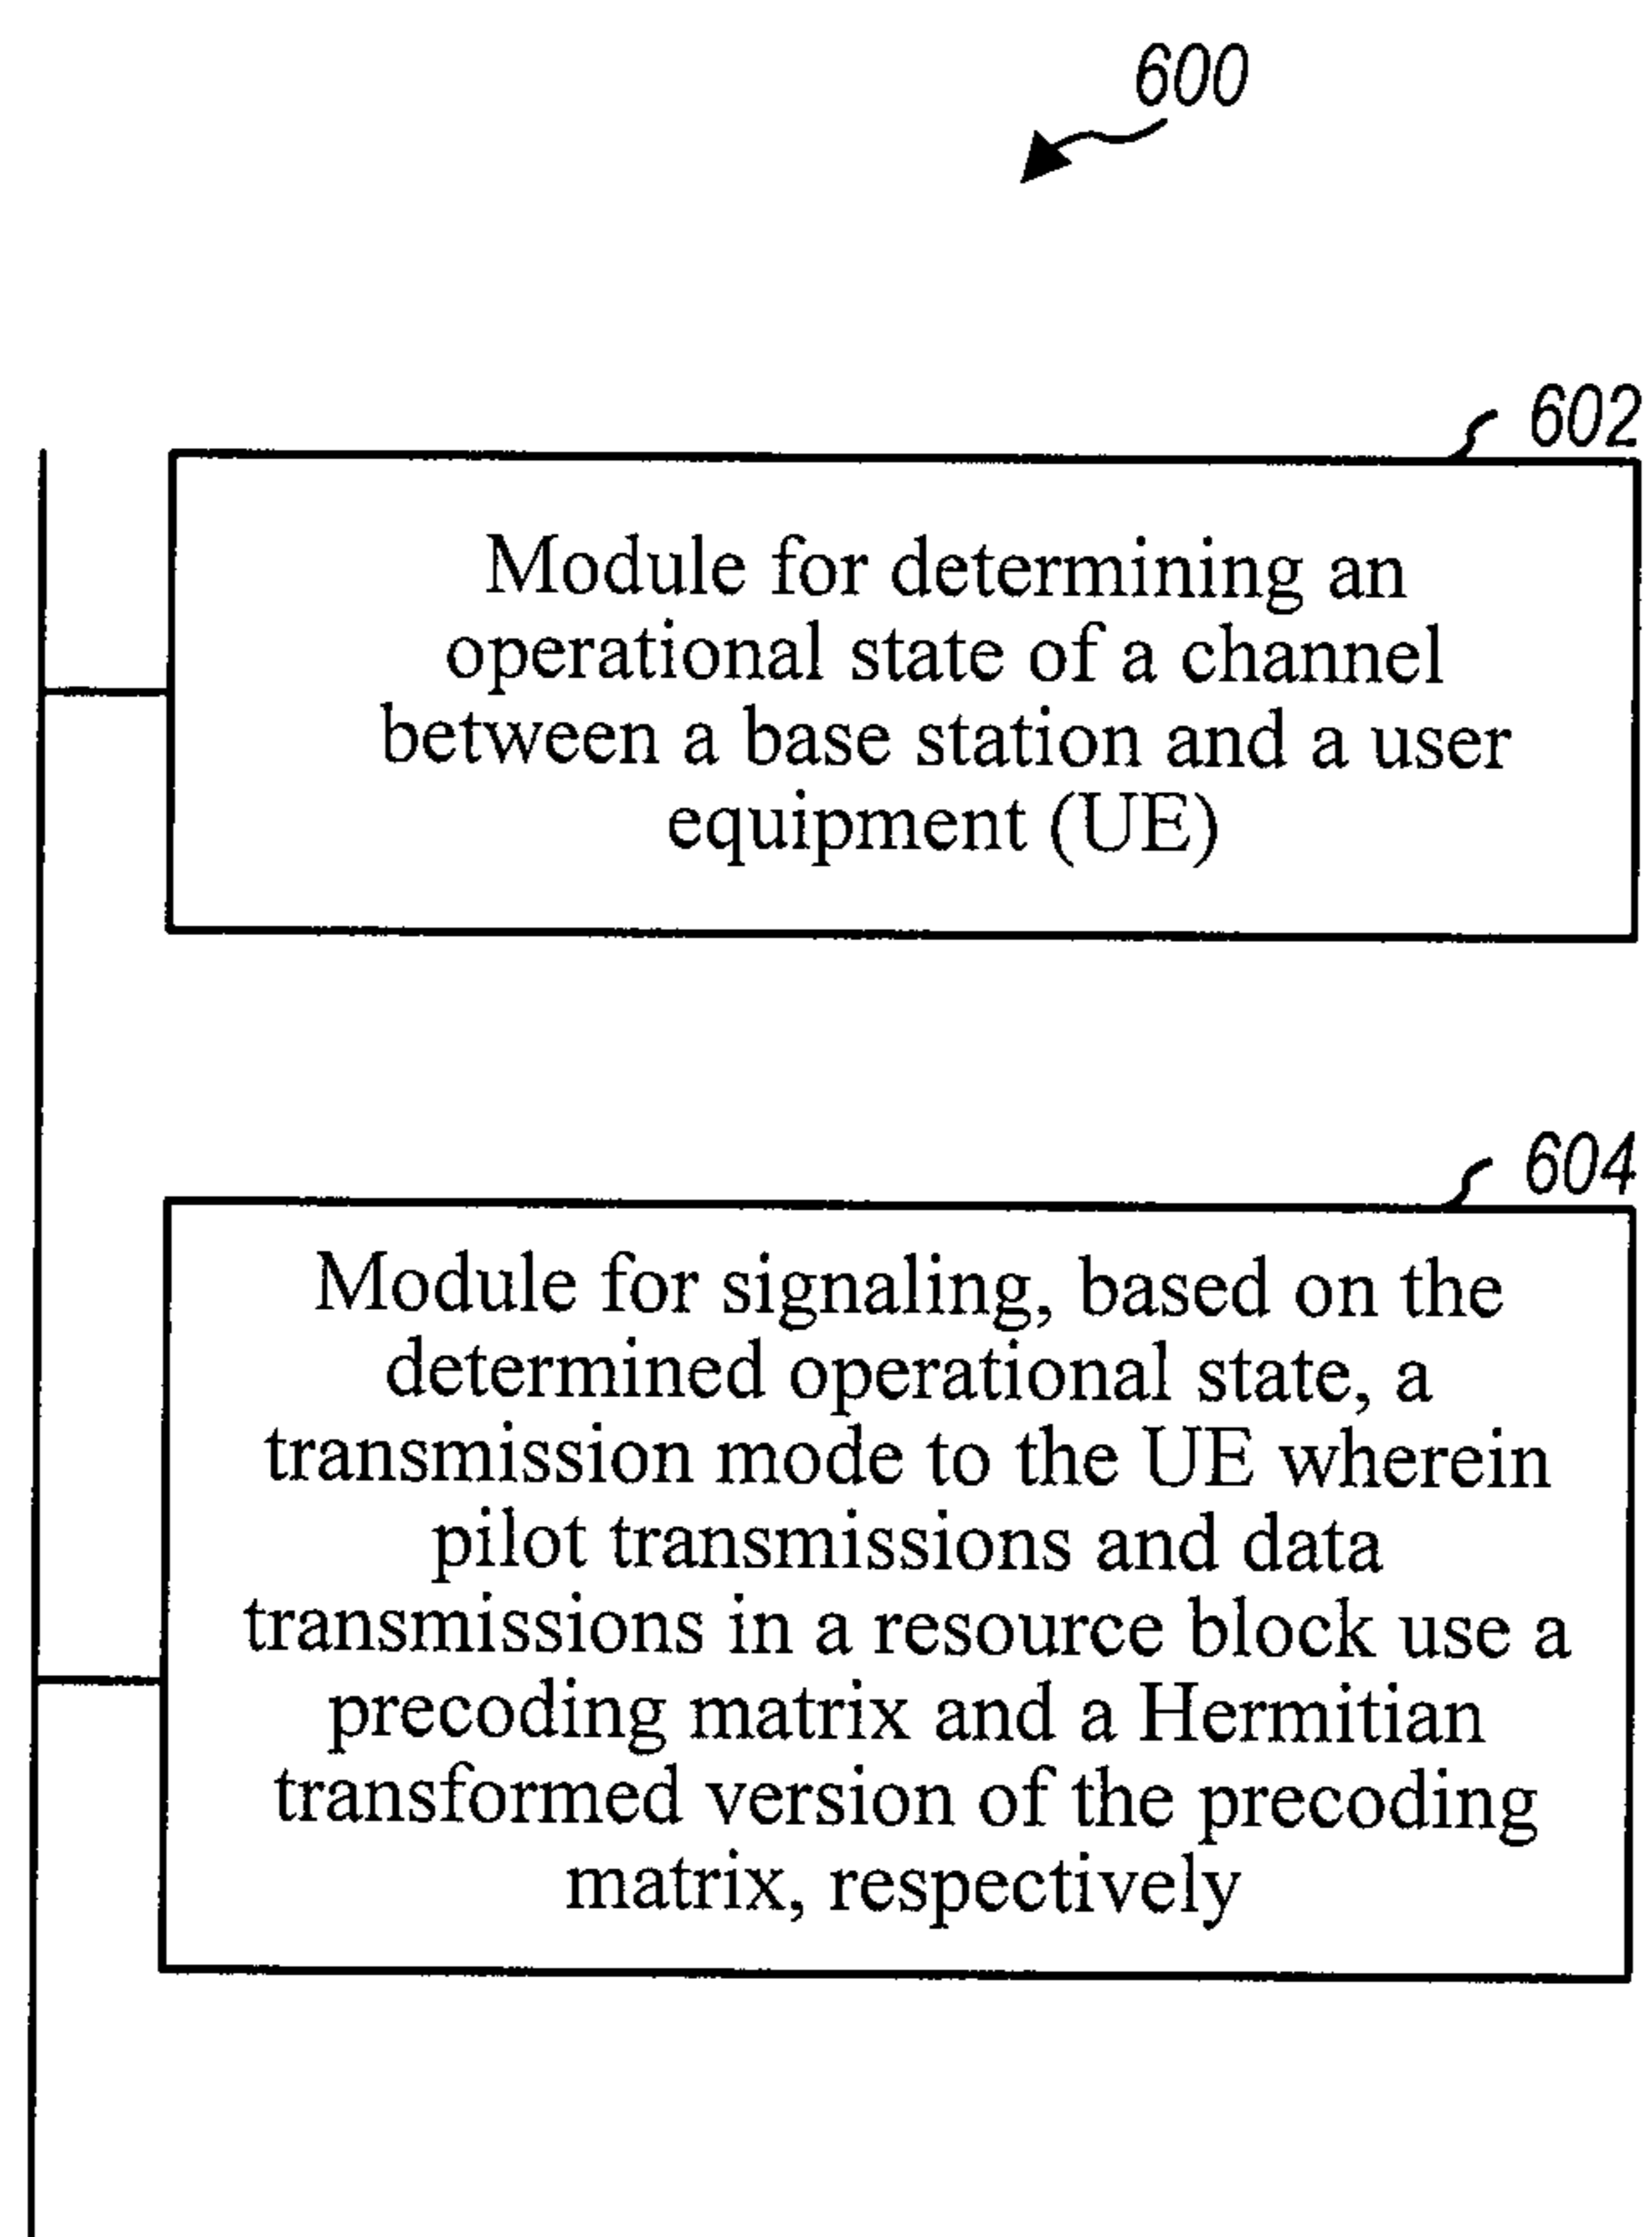 600
602
Module for determining an
operational state of a channel
between a base station and a user
equipment (UE)
604
Module for signaling, based on the
determined operational state, a
transmission mode to the UE wherein
pilot transmissions and data
transmissions in a resource block use a
precoding matrix and a Hermitian
transformed version of the precoding
matrix, respectively